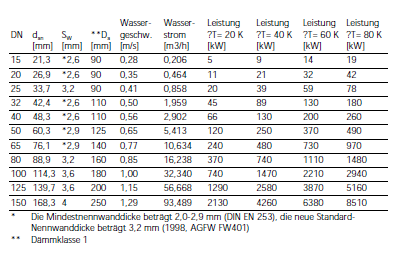 Wasser- Wasser- Leistung Leistung Leistung Leistung
DN dan SW **Da geschw. strom ?T= 20 K ?T= 40 K ?T= 60 K ?T= 80 K
[mm] [mm] [mm] [m/s] [m3/h] [kW] [kW] [kW] [kW]
15 21,3 *2,6 90 0,28 0,206 5 9 14 19
20 26,9 *2,6 90 0,35 0,464 11 21 32 42
25 33,7 3,2 90 0,41 0,858 20 39 59 78
32 42,4 *2,6 110 0,50 1,959 45 89 130 180
40 48,3 *2,6 110 0,56 2,902 66 130 200 260
50 60,3 *2,9 125 0,65 5,413 120 250 370 490
65 76,1 *2,9 140 0,77 10,634 240 480 730 970
80 88,9 3,2 160 0,85 16,238 370 740 1110 1480
100 114,3 3,6 180 1,00 32,340 740 1470 2210 2940
125 139,7 3,6 200 1,15 56,668 1290 2580 3870 5160
150 168,3 4 250 1,29 93,489 2130 4260 6380 8510
* Die Mindestnennwanddicke beträgt 2,0-2,9 mm (DIN EN 253), die neue Standard-
Nennwanddicke beträgt 3,2 mm (1998, AGFW FW401)
** Dämmklasse 1